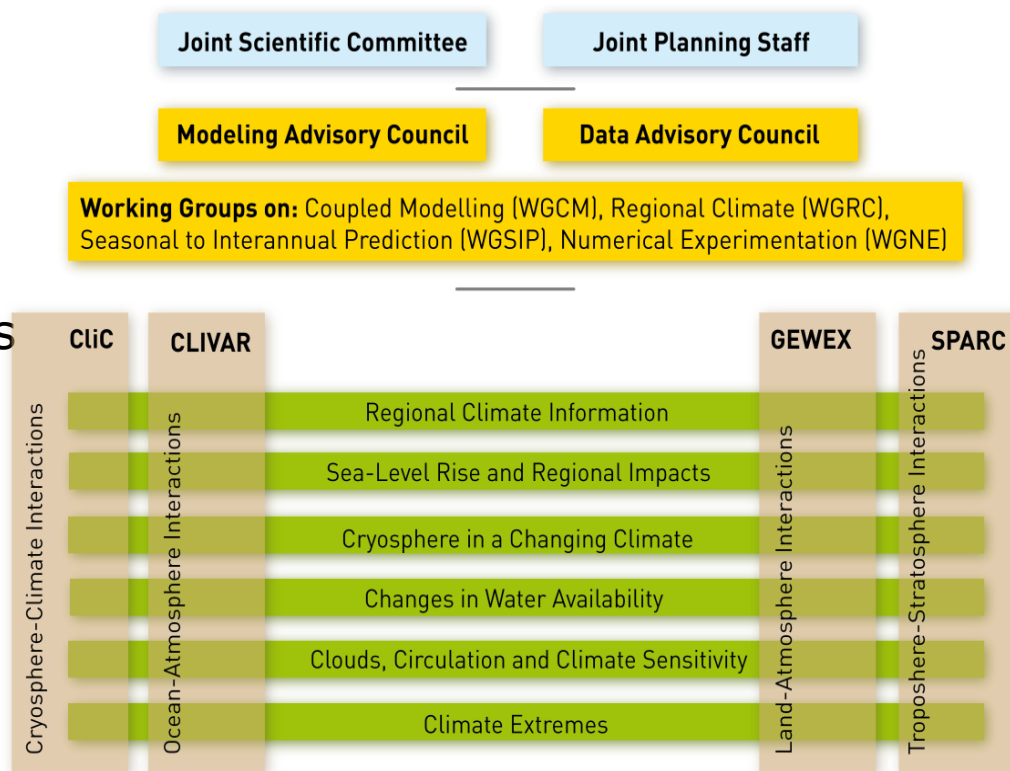 Joint Scientific Committee
Joint Planning Staff
Modeling Advisory Council
Data Advisory Council
Working Groups on: Coupled Modelling (WGCM), Regional Climate (WGRC),
Seasonal to Interannual Prediction (WGSIP), Numerical Experimentation (WGNE)
s
CliC
CLIVAR
GEWEX
SPARC
Cryosphere-Climate Interactions
Ocean-Atmosphere Interactions
Land-Atmosphere Interactions
Troposhere-Stratosphere Interactions
Regional Climate Information
Sea-Level Rise and Regional Impacts
Cryosphere in a Changing Climate
Changes in Water Availability
Clouds, Circulation and Climate Sensitivity
Climate Extremes